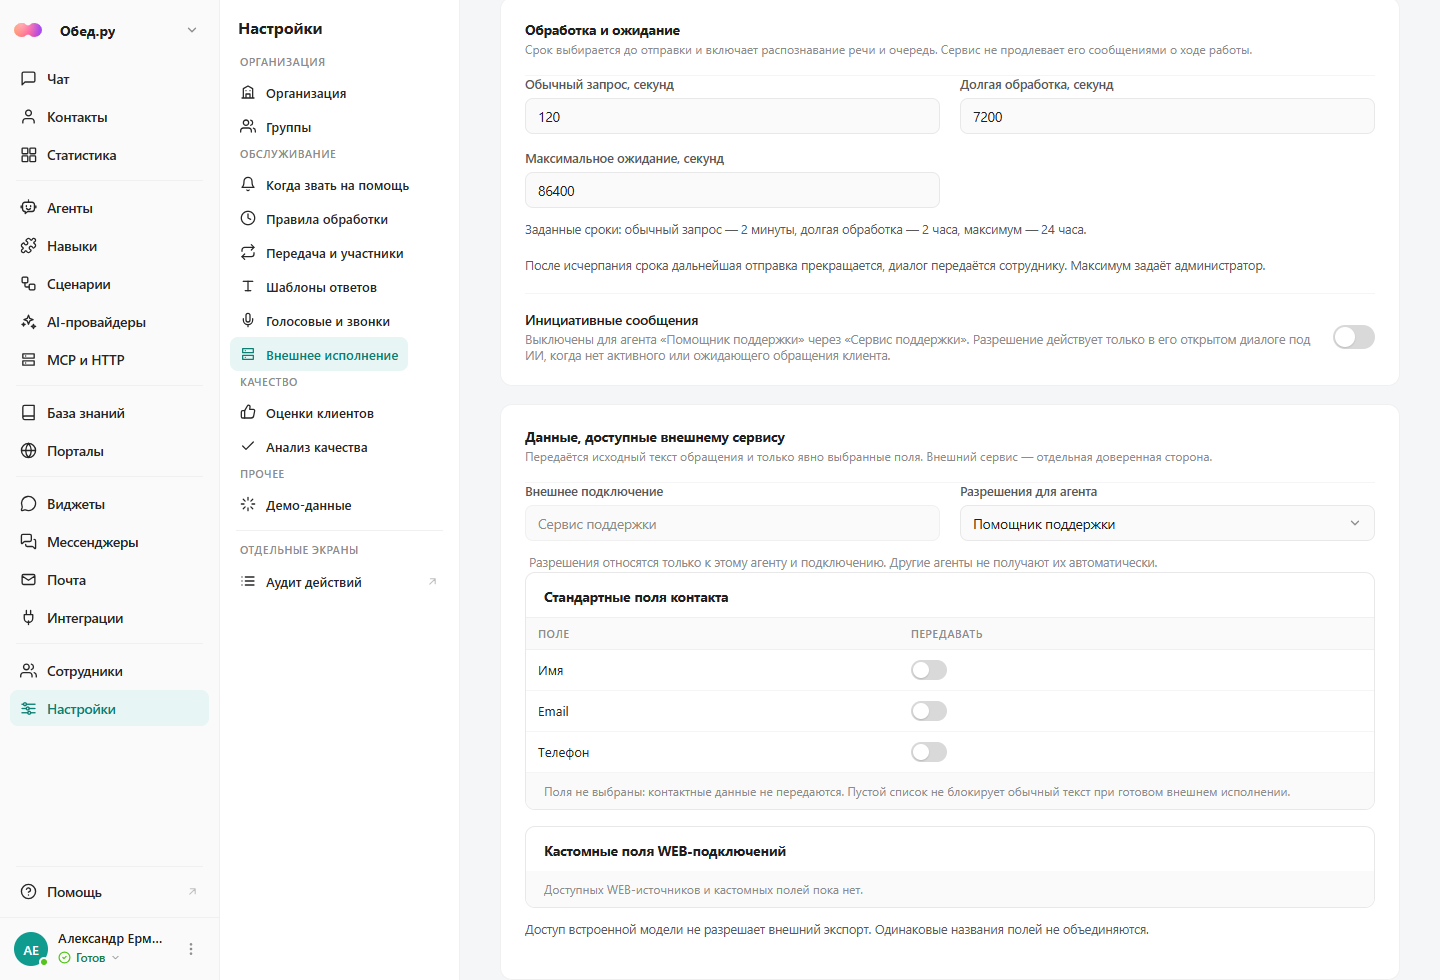 Обед.ру
Чат
Контакты
Статистика
Агенты
Навыки
Сценарии
AI-провайдеры
MCP и HTTP
База знаний
Порталы
Виджеты
Мессенджеры
Почта
Интеграции
Сотрудники
Настройки
Помощь
АЕ
Александр Ерм...
Готов
Настройки
ОРГАНИЗАЦИЯ
Организация
Группы
ОБСЛУЖИВАНИЕ
Когда звать на помощь
Правила обработки
Передача и участники
Шаблоны ответов
Голосовые и звонки
Внешнее исполнение
КАЧЕСТВО
Оценки клиентов
Анализ качества
ПРОЧЕЕ
Демо-данные
ОТДЕЛЬНЫЕ ЭКРАНЫ
Аудит действий
Обработка и ожидание
Срок выбирается до отправки и включает распознавание речи и очередь. Сервис не продлевает его сообщениями о ходе работы.
Обычный запрос, секунд
120
Долгая обработка, секунд
7200
Максимальное ожидание, секунд
86400
Заданные сроки: обычный запрос — 2 минуты, долгая обработка — 2 часа, максимум — 24 часа.
После исчерпания срока дальнейшая отправка прекращается, диалог передаётся сотруднику. Максимум задаёт администратор.
Инициативные сообщения
Выключены для агента «Помощник поддержки» через «Сервис поддержки». Разрешение действует только в его открытом диалоге под
ИИ, когда нет активного или ожидающего обращения клиента.
Данные, доступные внешнему сервису
Передаётся исходный текст обращения и только явно выбранные поля. Внешний сервис — отдельная доверенная сторона.
Внешнее подключение
Сервис поддержки
Разрешения для агента
Помощник поддержки
Разрешения относятся только к этому агенту и подключению. Другие агенты не получают их автоматически.
Стандартные поля контакта
ПОЛЕ ПЕРЕДАВАТЬ
Имя
Email
Телефон
Поля не выбраны: контактные данные не передаются. Пустой список не блокирует обычный текст при готовом внешнем исполнении.
Кастомные поля WEB-подключений
Доступных WEB-источников и кастомных полей пока нет.
Доступ встроенной модели не разрешает внешний экспорт. Одинаковые названия полей не объединяются.